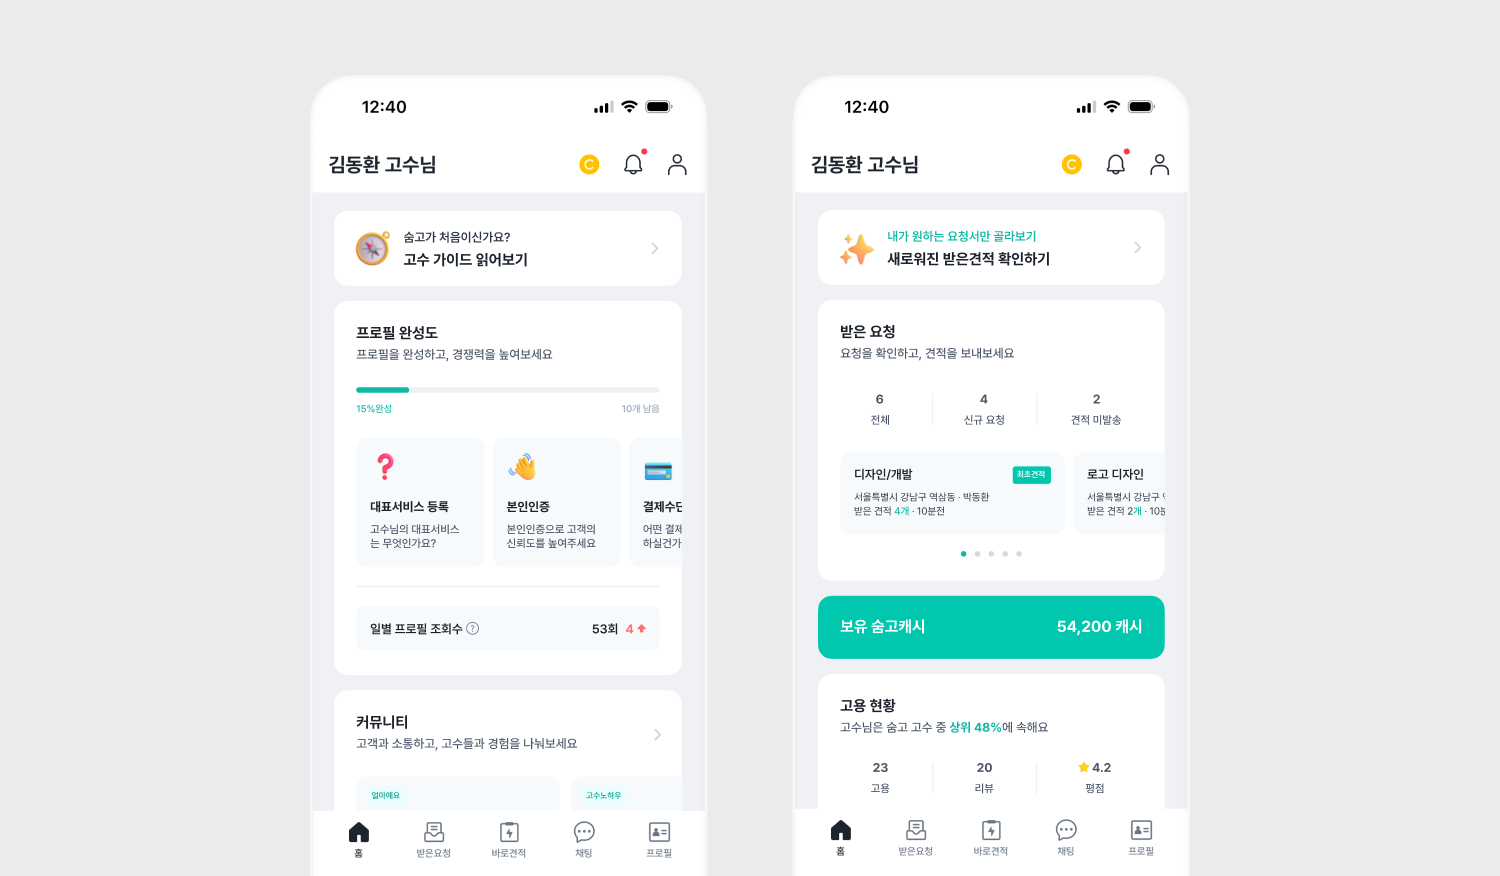 12:40
김동환 고수님
C
숨고가 처음이신가요?
고수 가이드 읽어보기
프로필 완성도
프로필을 완성하고, 경쟁력을 높여보세요
15%완성
10개 남음
대표서비스 등록
고수님의 대표서비스
는 무엇인가요?
본인인증
본인인증으로 고객의
신뢰도를 높여주세요
결제수단
어떤 결제
하실건가
일별 프로필 조회수 ?
53회 4
커뮤니티
고객과 소통하고, 고수들과 경험을 나눠보세요
얼마예요
고수노하우
홈
받은요청
바로견적
채팅
프로필
12:40
김동환 고수님
C
내가 원하는 요청서만 골라보기
새로워진 받은견적 확인하기
받은 요청
요청을 확인하고, 견적을 보내보세요
6
전체
4
신규 요청
2
견적 미발송
디자인/개발
최초견적
서울특별시 강남구 역삼동 · 박동환
받은 견적 4개 · 10분전
로고 디자인
서울특별시 강남구
받은 견적 2개 · 10분
보유 숨고캐시
54,200 캐시
고용 현황
고수님은 숨고 고수 중 상위 48%에 속해요
23
고용
20
리뷰
4.2
평점
홈
받은요청
바로견적
채팅
프로필